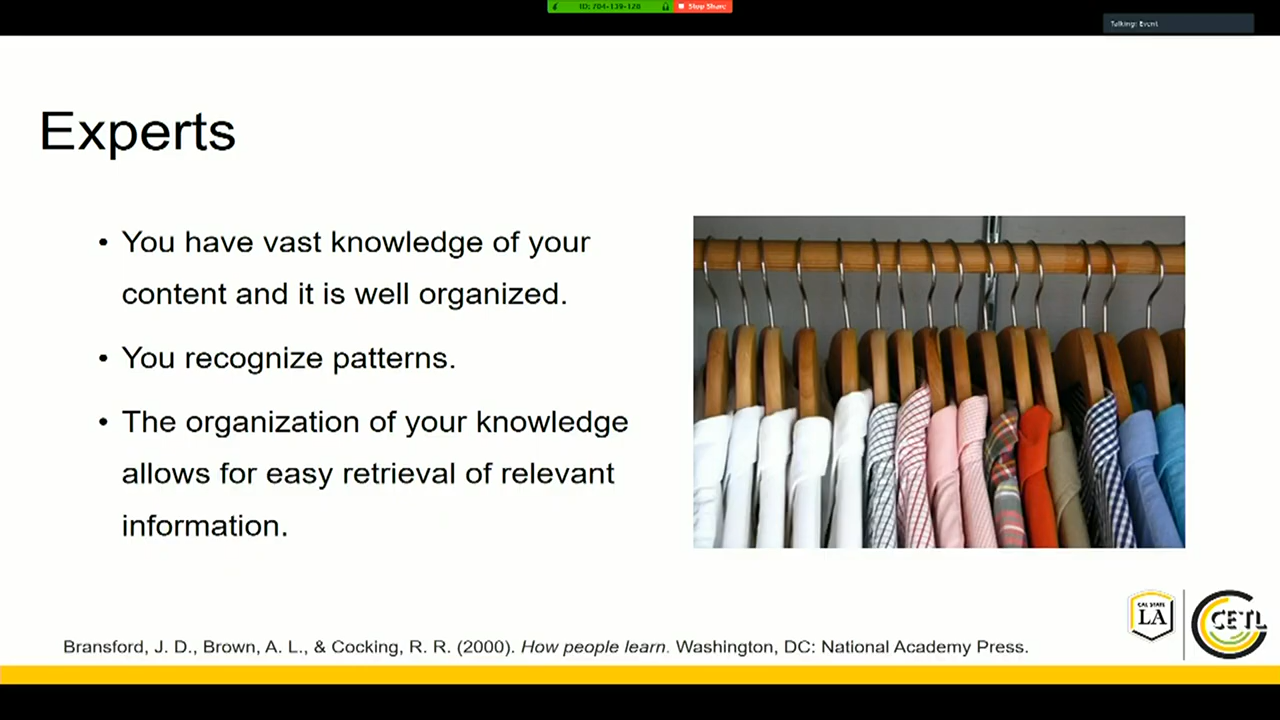 ID: 704-139-128
Stop Share
Talking: Event
Experts
• You have vast knowledge of your
content and it is well organized.
• You recognize patterns.
• The organization of your knowledge
allows for easy retrieval of relevant
information.
CAL STATE
LA
CETL
Bransford, J. D., Brown, A. L., & Cocking, R. R. (2000). How people learn. Washington, DC: National Academy Press.